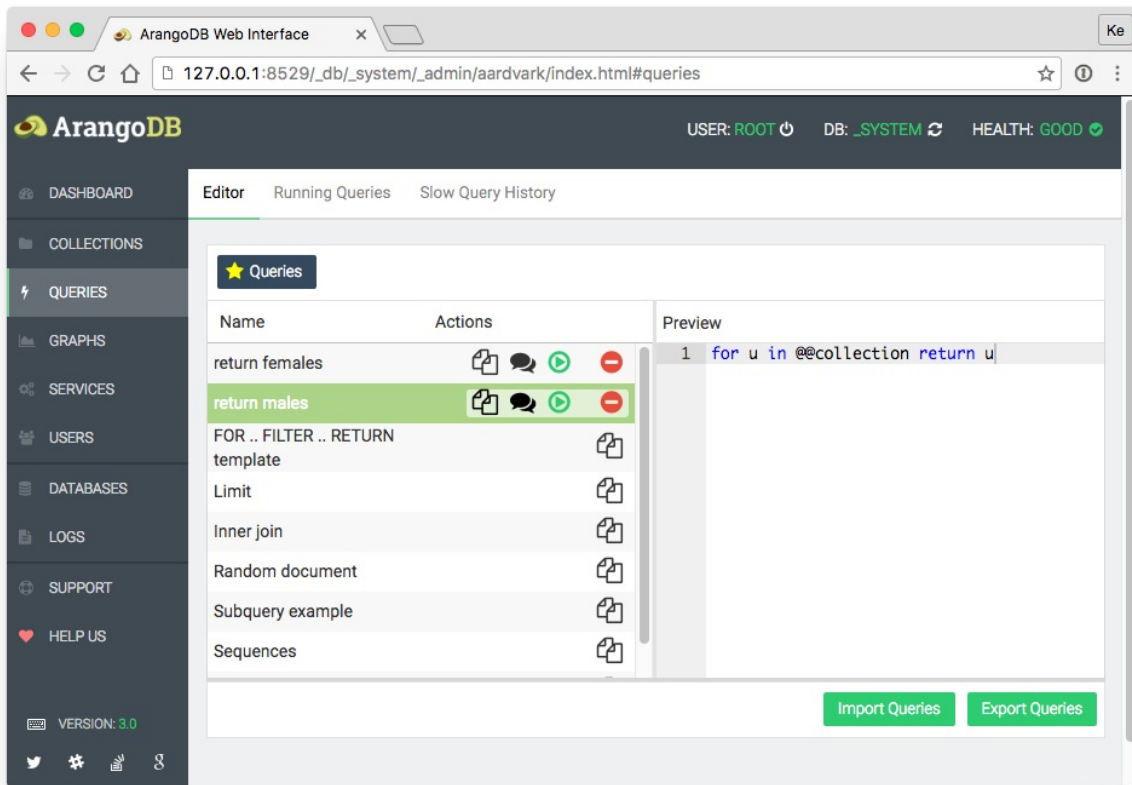 ArangoDB Web Interface
Ke
127.0.0.1:8529/_db/_system/_admin/aardvark/index.html#queries
ArangoDB
USER: ROOT DB: _SYSTEM HEALTH: GOOD
DASHBOARD
COLLECTIONS
QUERIES
GRAPHS
SERVICES
USERS
DATABASES
LOGS
SUPPORT
HELP US
VERSION: 3.0
Editor Running Queries Slow Query History
Queries
Name Actions
return females
return males
FOR .. FILTER .. RETURN
template
Limit
Inner join
Random document
Subquery example
Sequences
Preview
1 for u in @@collection return u
Import Queries Export Queries